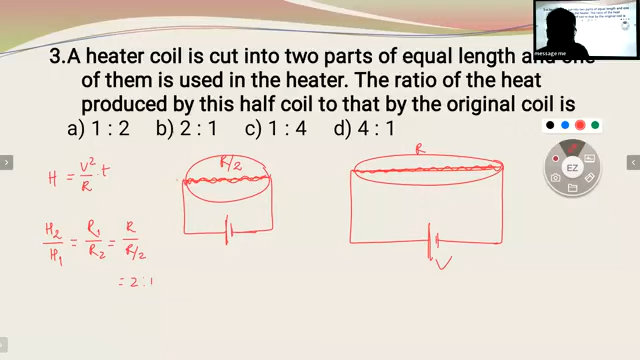 3.A heater coil is cut into two parts of equal length and one
of them is used in the heater. The ratio of the heat
produced by this half coil to that by the original coil is
a) 1 : 2 b) 2 : 1 c) 1 : 4 d) 4 : 1
H = V²/R . t
R/2
R
H₂/H₁ = R₁/R₂ = R/R/2
= 2 : 1
V
message me
EZ